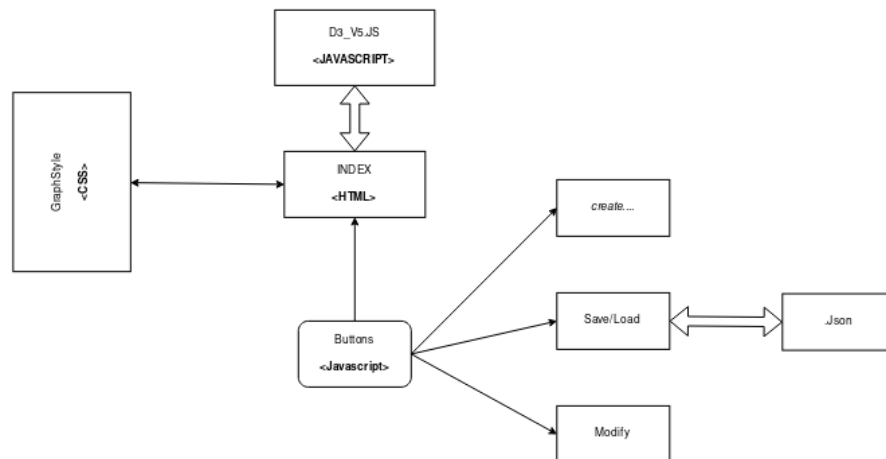 D3_V5.JS
<JAVASCRIPT>
GraphStyle
<CSS>
INDEX
<HTML>
create....
Save/Load
.Json
Buttons
<Javascript>
Modify